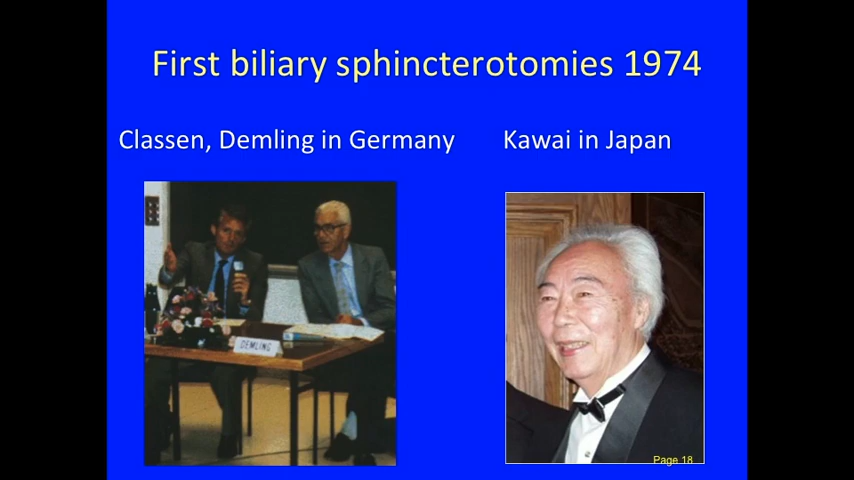 First biliary sphincterotomies 1974
Classen, Demling in Germany
Kawai in Japan
DEMLING
Page 18